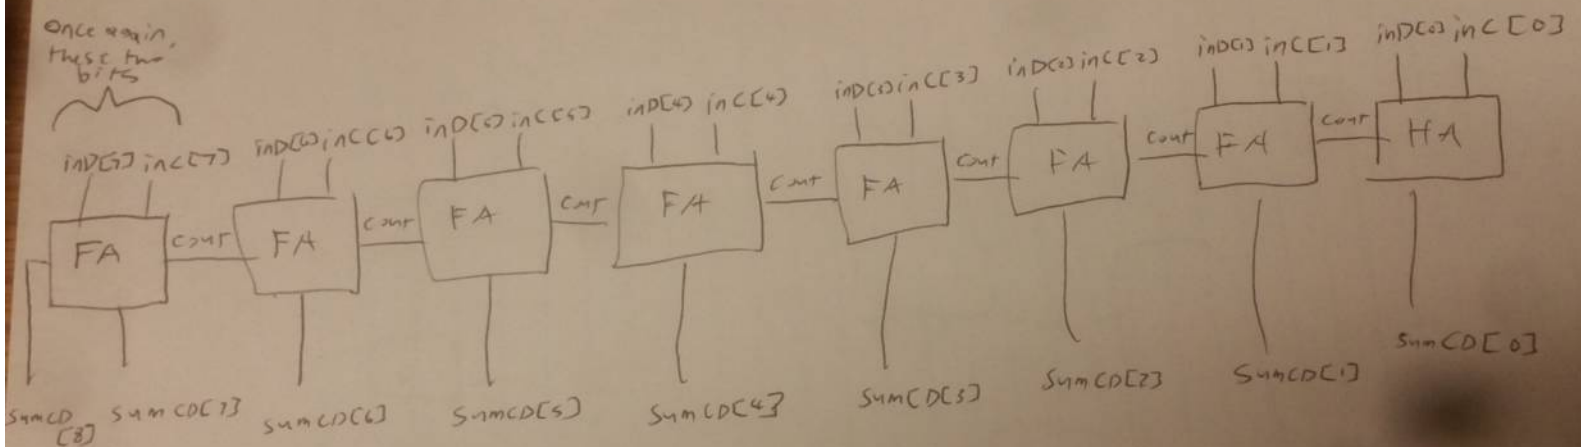 Once again,
these two
bits
inD[7] inC[7]
inD[6] inC[6]
inD[5] inC[5]
inD[4] inC[4]
inD[3] inC[3]
inD[2] inC[2]
inD[1] inC[1]
inD[0] inC[0]
FA
Cout
FA
Cout
FA
Cout
FA
Cout
FA
Cout
FA
Cout
FA
Cout
HA
SumCD
[8]
SumCD[7]
SumCD[6]
SumCD[5]
SumCD[4]
SumCD[3]
SumCD[2]
SumCD[1]
SumCD[0]